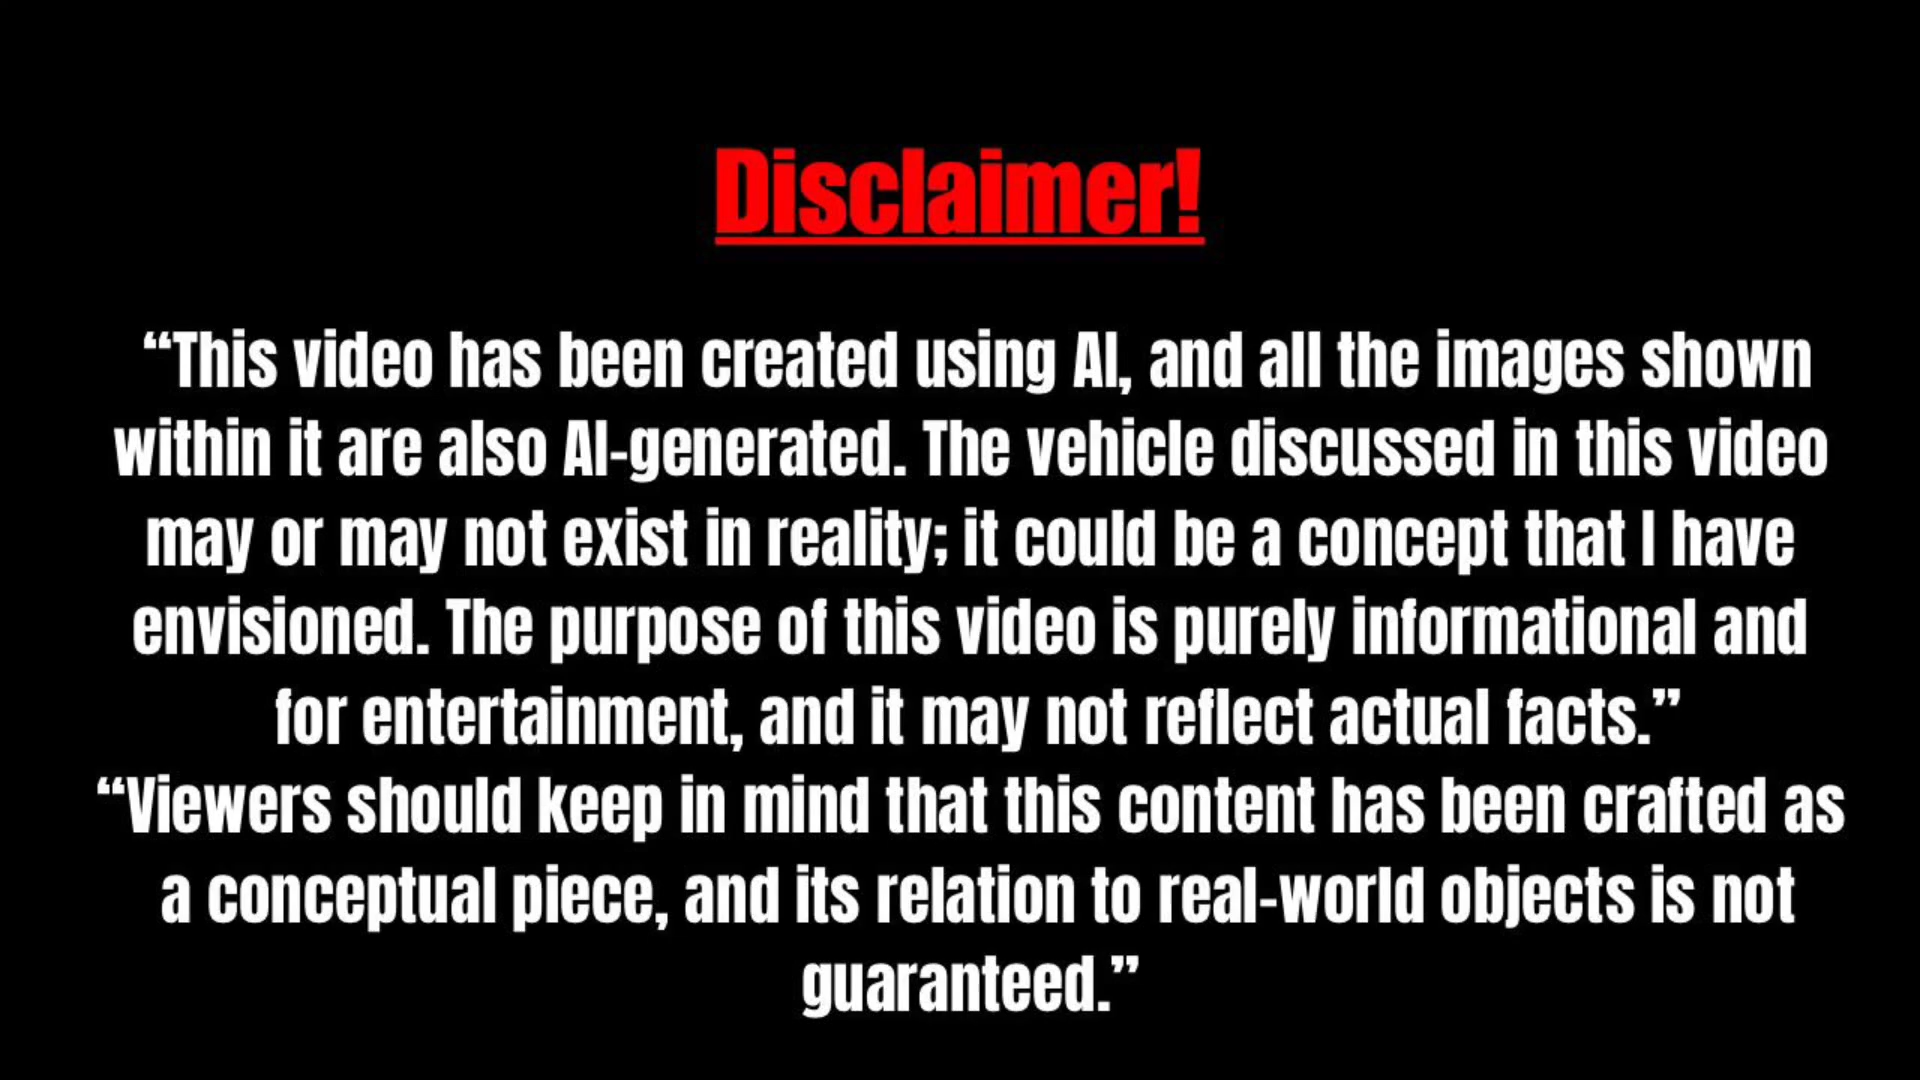 Disclaimer!
“This video has been created using AI, and all the images shown
within it are also AI-generated. The vehicle discussed in this video
may or may not exist in reality; it could be a concept that I have
envisioned. The purpose of this video is purely informational and
for entertainment, and it may not reflect actual facts.”
“Viewers should keep in mind that this content has been crafted as
a conceptual piece, and its relation to real-world objects is not
guaranteed.”